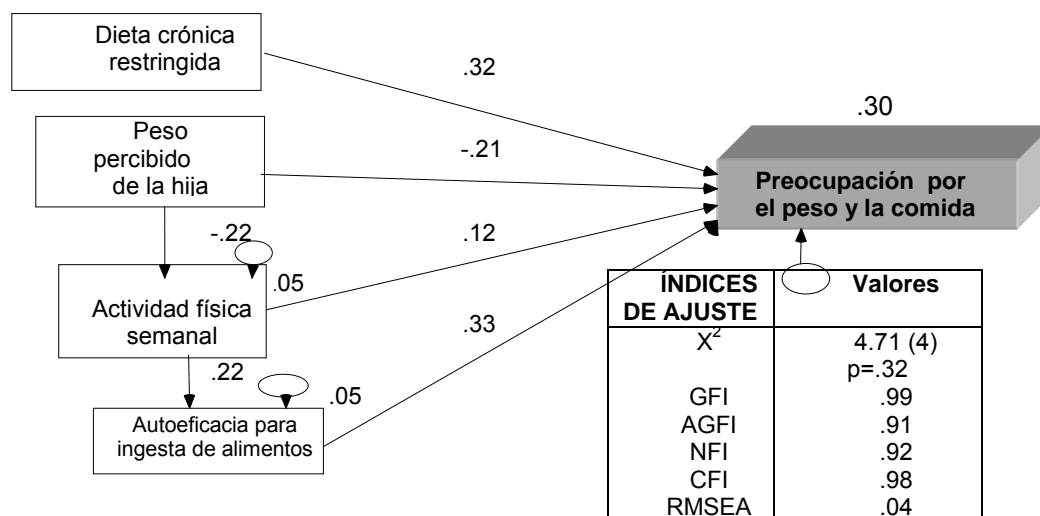 Dieta crónica
restringida
.32
.30
Peso
percibido
de la hija
-.21
Preocupación por
el peso y la comida
-.22
.05
.12
Actividad física
semanal
.33
.22
.05
Autoeficacia para
ingesta de alimentos
ÍNDICES DE AJUSTE Valores
X² 4.71 (4)
p=.32
GFI .99
AGFI .91
NFI .92
CFI .98
RMSEA .04